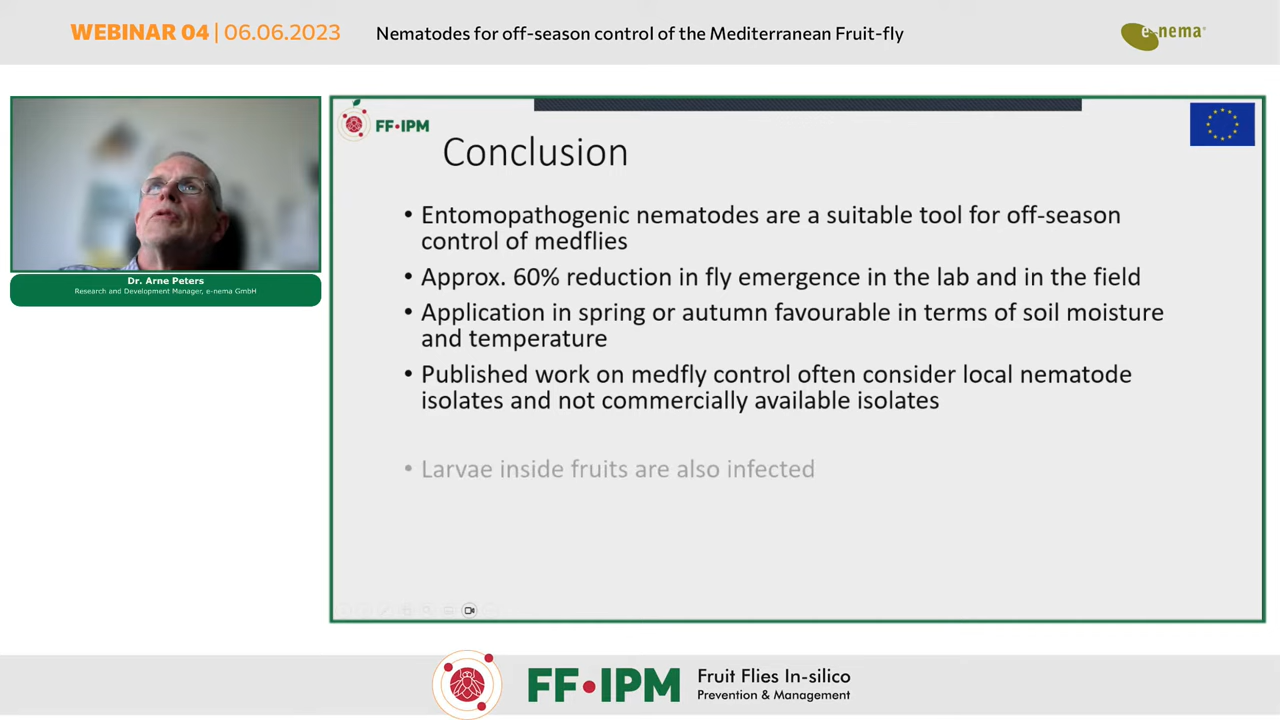 WEBINAR 04 | 06.06.2023
Nematodes for off-season control of the Mediterranean Fruit-fly
e-nema®
FF·IPM
Conclusion
• Entomopathogenic nematodes are a suitable tool for off-season
control of medflies
• Approx. 60% reduction in fly emergence in the lab and in the field
• Application in spring or autumn favourable in terms of soil moisture
and temperature
• Published work on medfly control often consider local nematode
isolates and not commercially available isolates
• Larvae inside fruits are also infected
Dr. Arne Peters
Research and Development Manager, e-nema GmbH
FF·IPM
Fruit Flies In-silico
Prevention & Management